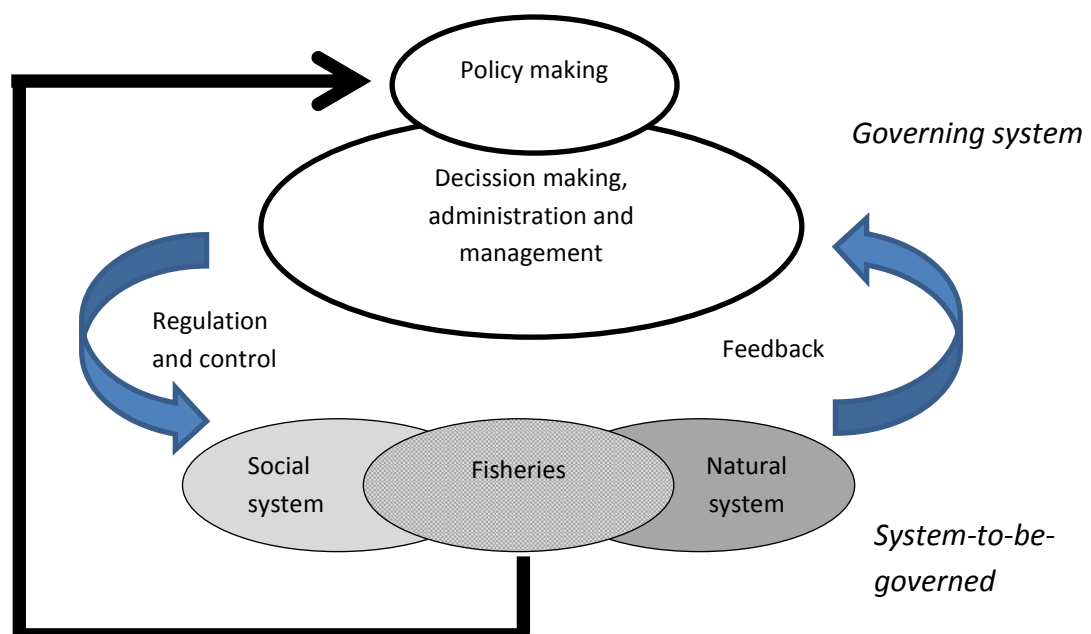 Policy making
Governing system
Decission making,
administration and
management
Regulation
and control
Feedback
Social
system
Fisheries
Natural
system
System-to-be-
governed